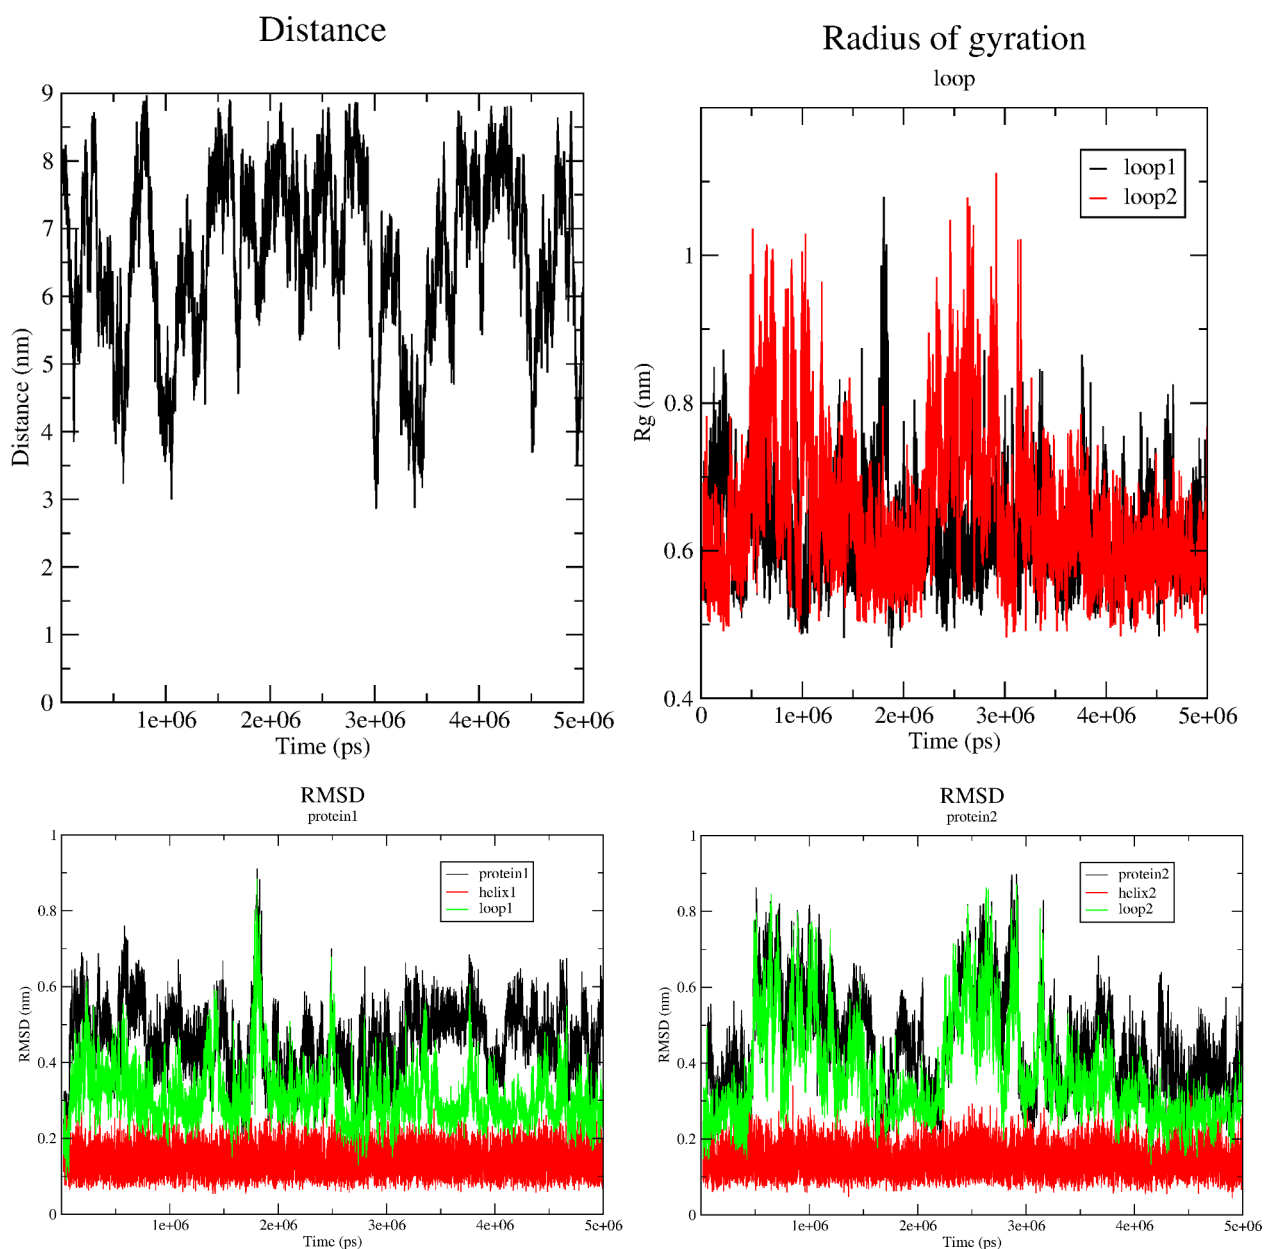 Distance
9
8
7
6
5
4
3
2
1
0
Distance (nm)
1e+06 2e+06 3e+06 4e+06 5e+06
Time (ps)
Radius of gyration
loop
loop1
loop2
1
0.8
0.6
0.4
Rg (nm)
0 1e+06 2e+06 3e+06 4e+06 5e+06
Time (ps)
RMSD
protein1
protein1
helix1
loop1
1
0.8
0.6
0.4
0.2
0
RMSD (nm)
1e+06 2e+06 3e+06 4e+06 5e+06
Time (ps)
RMSD
protein2
protein2
helix2
loop2
1
0.8
0.6
0.4
0.2
0
RMSD (nm)
1e+06 2e+06 3e+06 4e+06 5e+06
Time (ps)